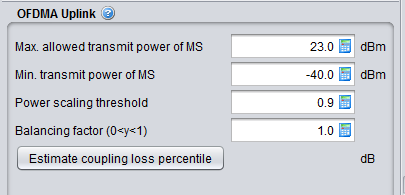 OFDMA Uplink ?
Max. allowed transmit power of MS 23.0 dBm
Min. transmit power of MS -40.0 dBm
Power scaling threshold 0.9
Balancing factor (0<γ<1) 1.0
Estimate coupling loss percentile dB